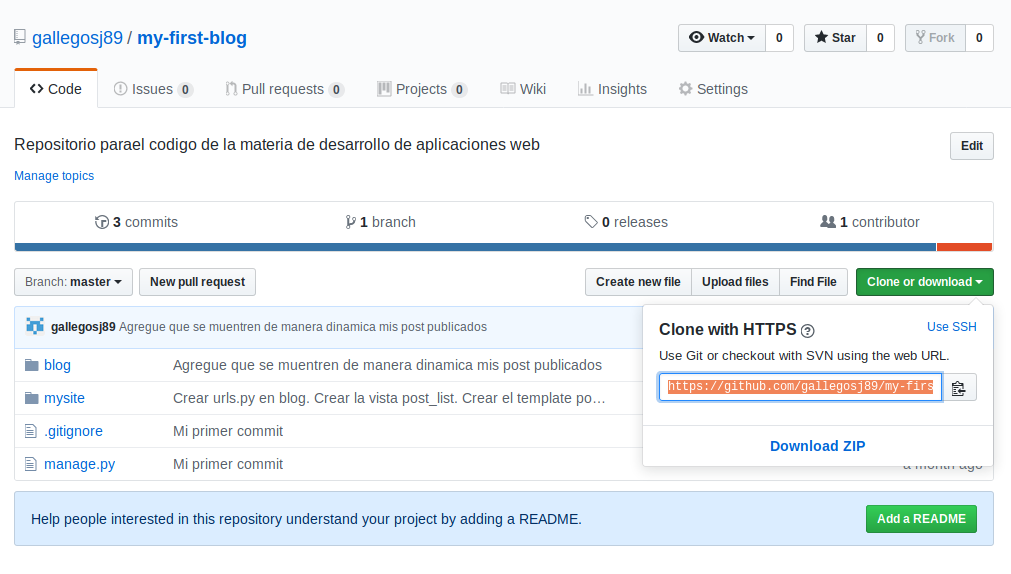 gallegosj89 / my-first-blog
Watch 0 Star 0 Fork 0
Code Issues 0 Pull requests 0 Projects 0 Wiki Insights Settings
Repositorio parael codigo de la materia de desarrollo de aplicaciones web Edit
Manage topics
3 commits 1 branch 0 releases 1 contributor
Branch: master New pull request Create new file Upload files Find File Clone or download
gallegosj89 Agregue que se muentren de manera dinamica mis post publicados
Clone with HTTPS ? Use SSH
Use Git or checkout with SVN using the web URL.
https://github.com/gallegosj89/my-firs
Download ZIP
blog Agregue que se muentren de manera dinamica mis post publicados
mysite Crear urls.py en blog. Crear la vista post_list. Crear el template po…
.gitignore Mi primer commit
manage.py Mi primer commit a month ago
Help people interested in this repository understand your project by adding a README. Add a README